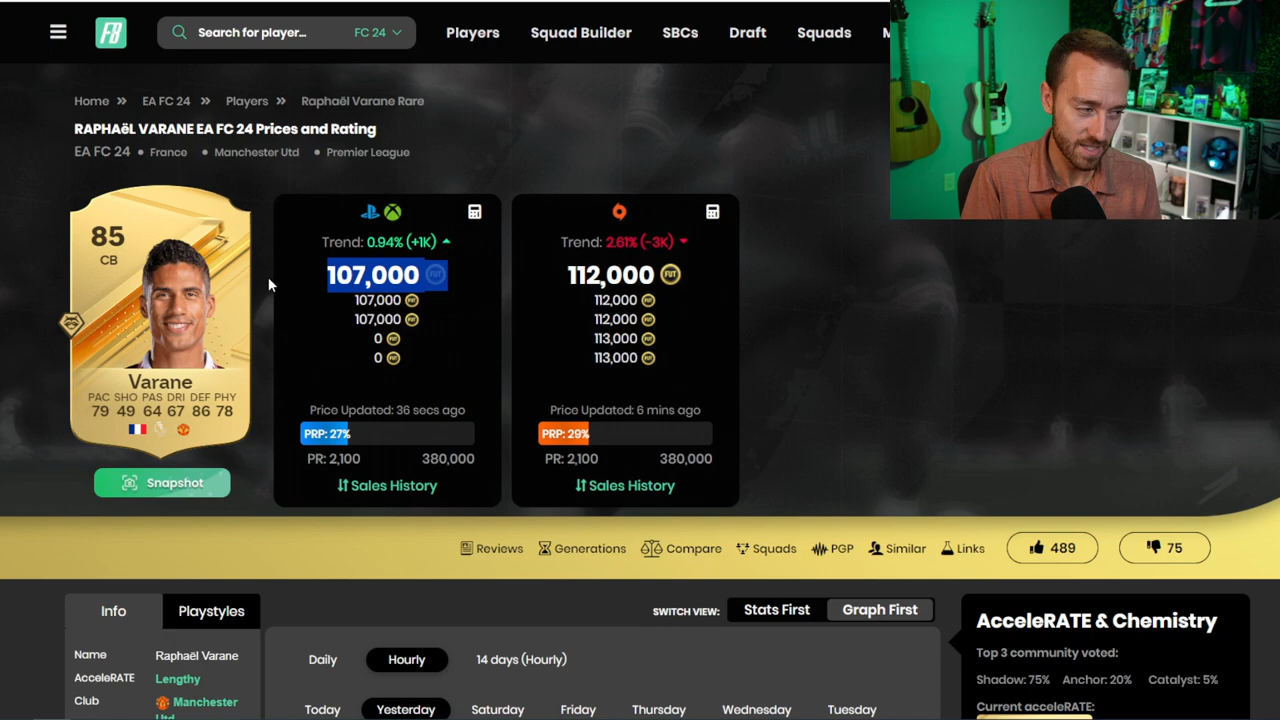 FB
Search for player...
FC 24
Players
Squad Builder
SBCs
Draft
Squads
M
Home » EA FC 24 » Players » Raphaël Varane Rare
RAPHAëL VARANE EA FC 24 Prices and Rating
EA FC 24 • France • Manchester Utd • Premier League
85
CB
Varane
PAC SHO PAS DRI DEF PHY
79 49 64 67 86 78
Snapshot
Trend: 0.94% (+1K)
107,000 FUT
107,000
107,000
0
0
Price Updated: 36 secs ago
PRP: 27%
PR: 2,100 380,000
Sales History
Trend: 2.61% (-3K)
112,000 FUT
112,000
112,000
113,000
113,000
Price Updated: 6 mins ago
PRP: 29%
PR: 2,100 380,000
Sales History
Reviews
Generations
Compare
Squads
PGP
Similar
Links
489
75
Info
Playstyles
Name Raphaël Varane
AcceleRATE Lengthy
Club Manchester
Utd
SWITCH VIEW: Stats First Graph First
Daily Hourly 14 days (Hourly)
Today Yesterday Saturday Friday Thursday Wednesday Tuesday
AcceleRATE & Chemistry
Top 3 community voted:
Shadow: 75% Anchor: 20% Catalyst: 5%
Current acceleRATE: